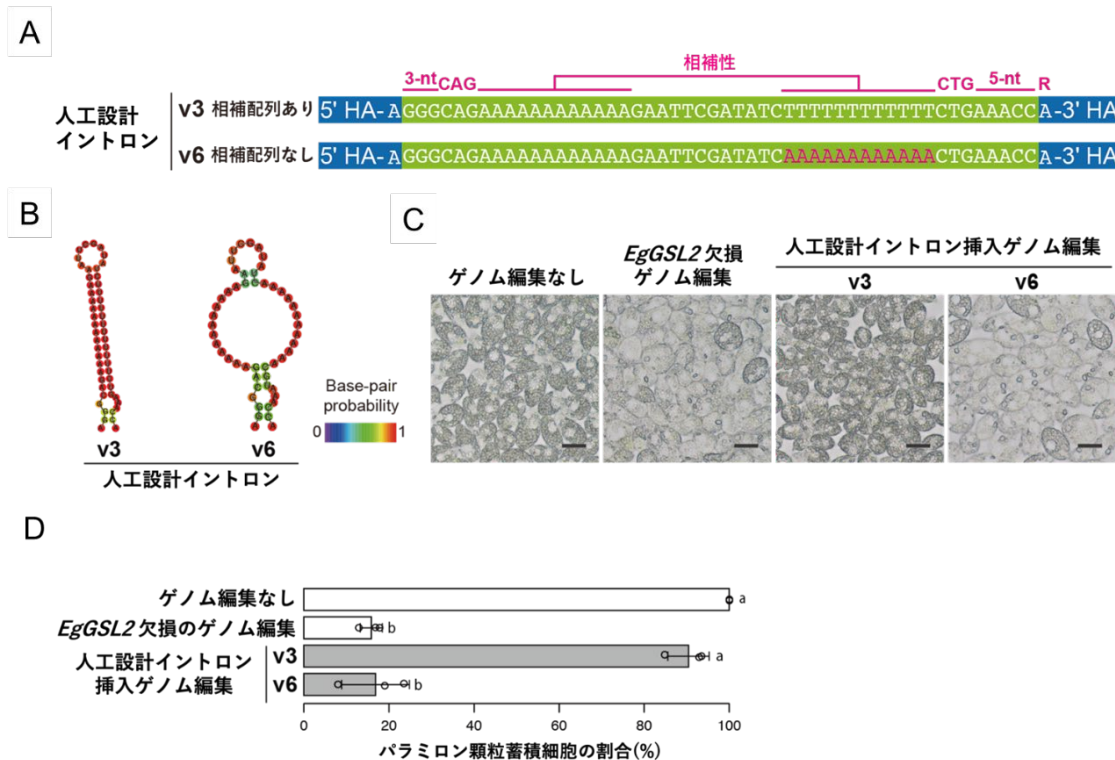 A
相補性
3-nt CAG CTG 5-nt R
人工設計
イントロン
v3 相補配列あり 5' HA-AGGGCAGAAAAAAAAAAAAGAATTCGATATCTTTTTTTTTTTTCTGAAACCA-3' HA
v6 相補配列なし 5' HA-AGGGCAGAAAAAAAAAAAAGAATTCGATATCAAAAAAAAAAAACTGAAACCA-3' HA
B
v3 v6
人工設計イントロン
Base-pair
probability
0 1
C
ゲノム編集なし
EgGSL2 欠損
ゲノム編集
人工設計イントロン挿入ゲノム編集
v3 v6
D
ゲノム編集なし a
EgGSL2 欠損のゲノム編集 b
人工設計イントロン
挿入ゲノム編集
v3 a
v6 b
0 20 40 60 80 100
パラミロン顆粒蓄積細胞の割合(%)